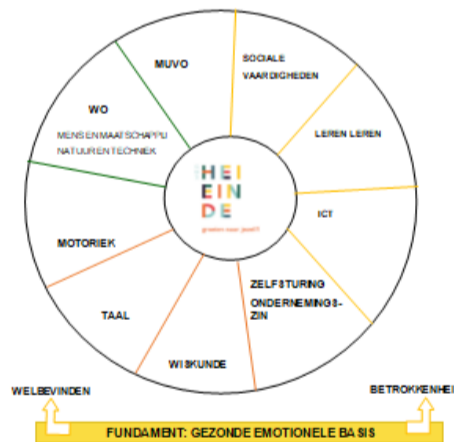 MUVO
SOCIALE
VAARDIGHEDEN
WO
MENS EN MAATSCHAPPIJ
NATUUR EN TECHNIEK
LEREN LEREN
HEI
EIN
DE
ICT
MOTORIEK
ZELFSTURING
ONDERNEMINGS-
ZIN
TAAL
WISKUNDE
WELBEVINDEN
BETROKKENHEI
FUNDAMENT: GEZONDE EMOTIONELE BASIS